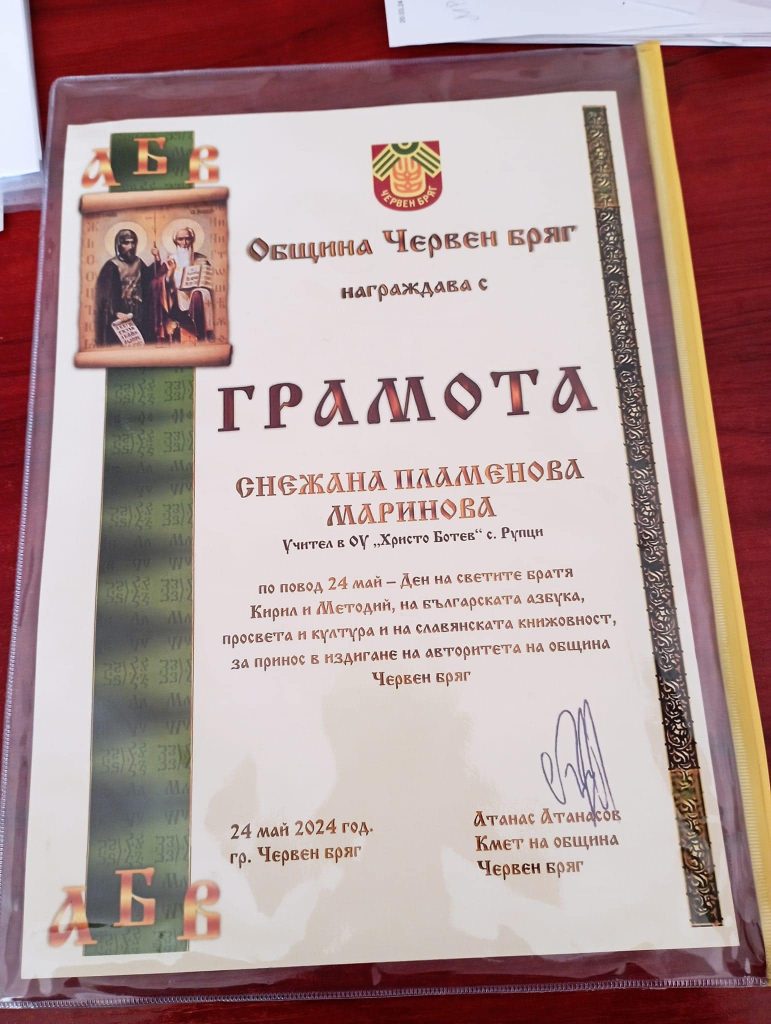 АБВ
ЧЕРВЕН БРЯГ
Община Червен бряг
награждава с
ГРАМОТА
СНЕЖАНА ПЛАМЕНОВА
МАРИНОВА
Учител в ОУ „Христо Ботев“ с. Рупци
по повод 24 май – Ден на светите братя
Кирил и Методий, на българската азбука,
просвета и култура и на славянската книжовност,
за принос в издигане на авторитета на община
Червен бряг
24 май 2024 год.
гр. Червен бряг
Атанас Атанасов
Кмет на община
Червен бряг
АБВ